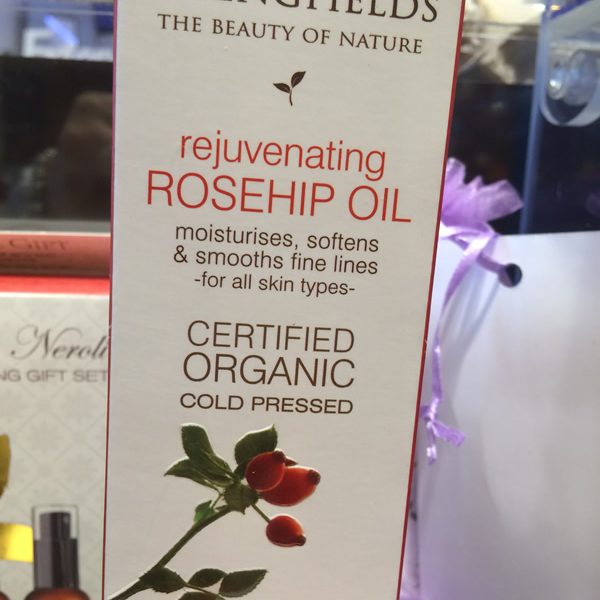 THE BEAUTY OF NATURE
rejuvenating
ROSEHIP OIL
moisturises, softens
& smooths fine lines
-for all skin types-
CERTIFIED
ORGANIC
COLD PRESSED
GIFT
Neroli
GIFT SET